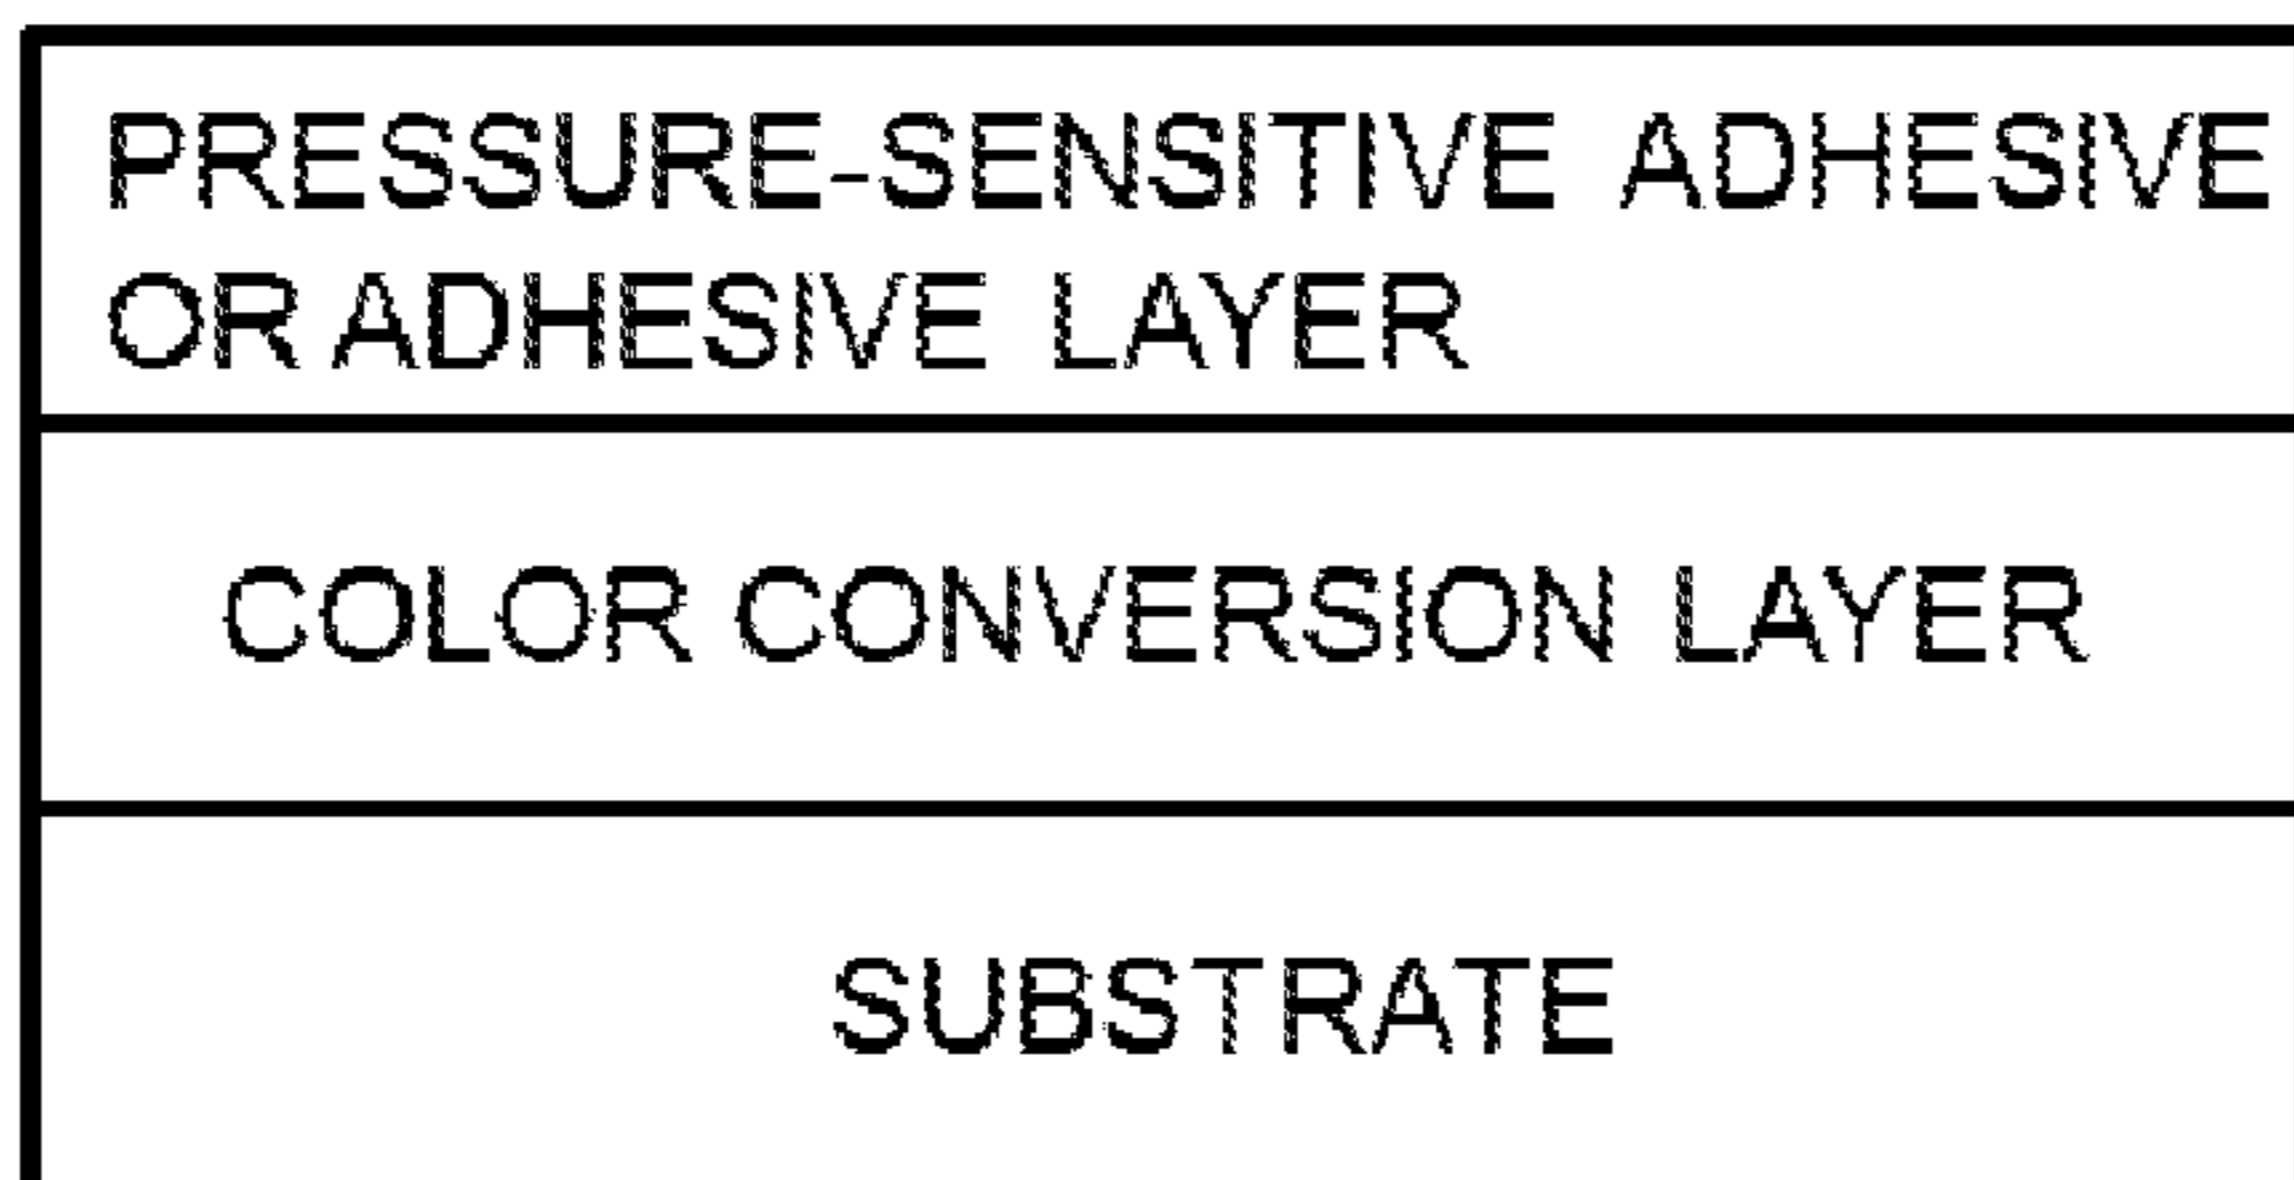 PRESSURE-SENSITIVE ADHESIVE
OR ADHESIVE LAYER
COLOR CONVERSION LAYER
SUBSTRATE